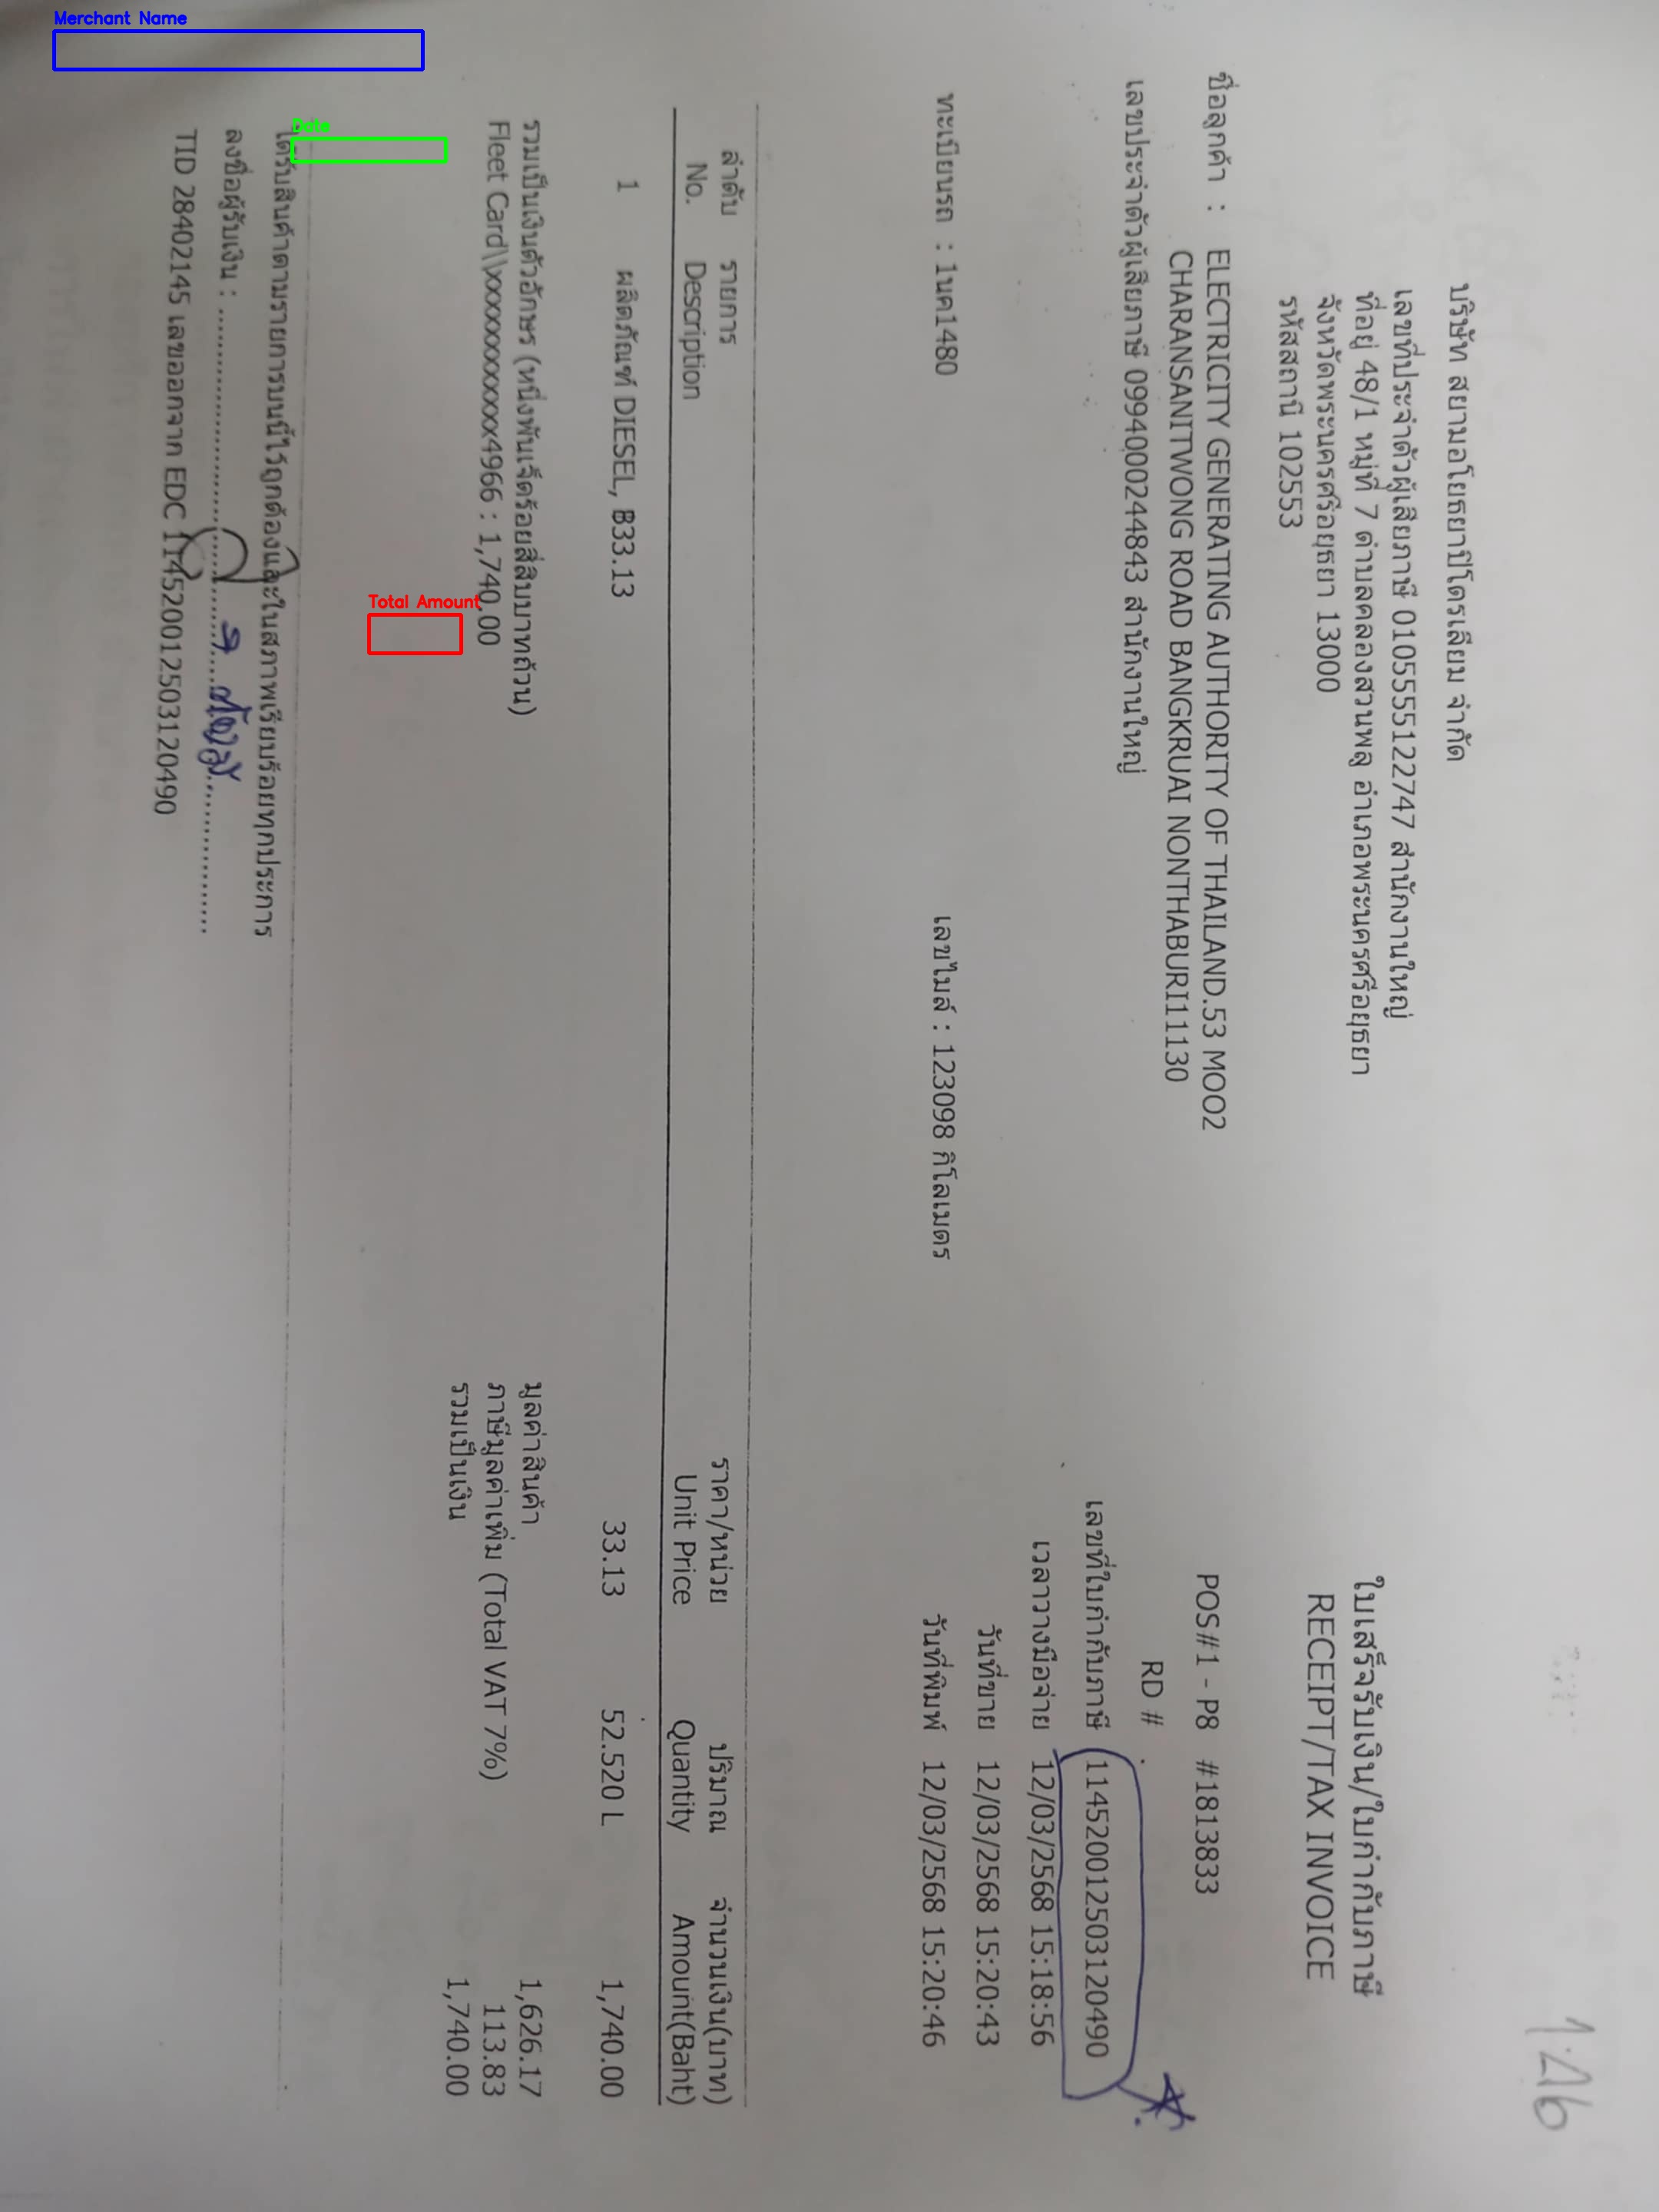 Merchant Name
Date
Total Amount
146
บริษัท สยามอโยธยาปิโตรเลียม จำกัด
เลขที่ประจำตัวผู้เสียภาษี 0105555122747 สำนักงานใหญ่
ที่อยู่ 48/1 หมู่ที่ 7 ตำบลคลองสวนพลู อำเภอพระนครศรีอยุธยา
จังหวัดพระนครศรีอยุธยา 13000
รหัสสถานี 102553
ใบเสร็จรับเงิน/ใบกำกับภาษี
RECEIPT/TAX INVOICE
ชื่อลูกค้า : ELECTRICITY GENERATING AUTHORITY OF THAILAND.53 MOO2
CHARANSANITWONG ROAD BANGKRUAI NONTHABURI11130
เลขประจำตัวผู้เสียภาษี 0994000244843 สำนักงานใหญ่
POS#1 - P8 #1813833
RD #
เลขที่ใบกำกับภาษี 114520012503120490
เวลาวางมือจ่าย 12/03/2568 15:18:56
วันที่ขาย 12/03/2568 15:20:43
ทะเบียนรถ : 1นค1480 เลขไมล์ : 123098 กิโลเมตร วันที่พิมพ์ 12/03/2568 15:20:46
ลำดับ รายการ ราคา/หน่วย ปริมาณ จำนวนเงิน(บาท)
No. Description Unit Price Quantity Amount(Baht)
1 ผลิตภัณฑ์ DIESEL, ฿33.13 33.13 52.520 L 1,740.00
รวมเป็นเงินตัวอักษร (หนึ่งพันเจ็ดร้อยสี่สิบบาทถ้วน) มูลค่าสินค้า 1,626.17
Fleet Card\\xxxxxxxxxxxx4966 : 1,740.00 ภาษีมูลค่าเพิ่ม (Total VAT 7%) 113.83
รวมเป็นเงิน 1,740.00
ได้รับสินค้าตามรายการบนนี้ไว้ถูกต้องและในสภาพเรียบร้อยทุกประการ
ลงชื่อผู้รับเงิน :
TID 28402145 เลขออกจาก EDC 114520012503120490